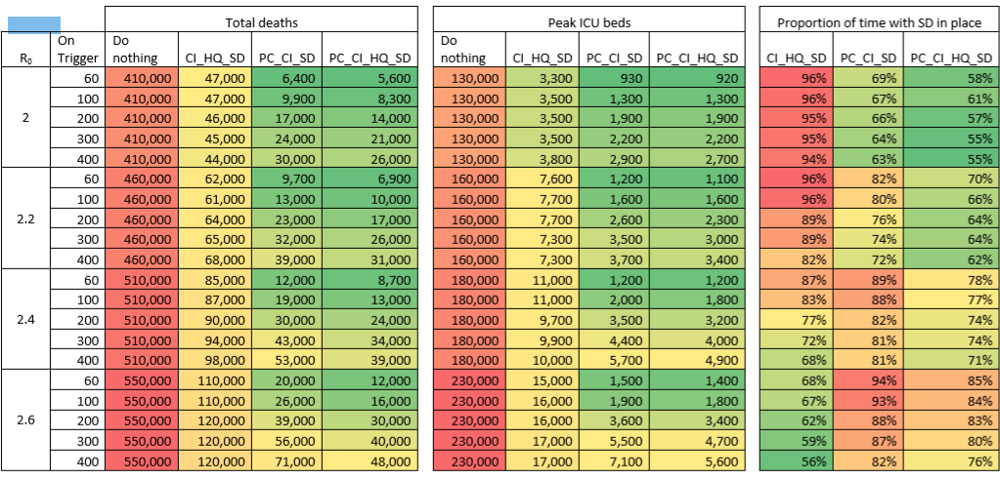 Total deaths Peak ICU beds Proportion of time with SD in place
R₀ On Trigger Do nothing CI_HQ_SD PC_CI_SD PC_CI_HQ_SD Do nothing CI_HQ_SD PC_CI_SD PC_CI_HQ_SD CI_HQ_SD PC_CI_SD PC_CI_HQ_SD
2 60 410,000 47,000 6,400 5,600 130,000 3,300 930 920 96% 69% 58%
100 410,000 47,000 9,900 8,300 130,000 3,500 1,300 1,300 96% 67% 61%
200 410,000 46,000 17,000 14,000 130,000 3,500 1,900 1,900 95% 66% 57%
300 410,000 45,000 24,000 21,000 130,000 3,500 2,200 2,200 95% 64% 55%
400 410,000 44,000 30,000 26,000 130,000 3,800 2,900 2,700 94% 63% 55%
2.2 60 460,000 62,000 9,700 6,900 160,000 7,600 1,200 1,100 96% 82% 70%
100 460,000 61,000 13,000 10,000 160,000 7,700 1,600 1,600 96% 80% 66%
200 460,000 64,000 23,000 17,000 160,000 7,700 2,600 2,300 89% 76% 64%
300 460,000 65,000 32,000 26,000 160,000 7,300 3,500 3,000 89% 74% 64%
400 460,000 68,000 39,000 31,000 160,000 7,300 3,700 3,400 82% 72% 62%
2.4 60 510,000 85,000 12,000 8,700 180,000 11,000 1,200 1,200 87% 89% 78%
100 510,000 87,000 19,000 13,000 180,000 11,000 2,000 1,800 83% 88% 77%
200 510,000 90,000 30,000 24,000 180,000 9,700 3,500 3,200 77% 82% 74%
300 510,000 94,000 43,000 34,000 180,000 9,900 4,400 4,000 72% 81% 74%
400 510,000 98,000 53,000 39,000 180,000 10,000 5,700 4,900 68% 81% 71%
2.6 60 550,000 110,000 20,000 12,000 230,000 15,000 1,500 1,400 68% 94% 85%
100 550,000 110,000 26,000 16,000 230,000 16,000 1,900 1,800 67% 93% 84%
200 550,000 120,000 39,000 30,000 230,000 16,000 3,600 3,400 62% 88% 83%
300 550,000 120,000 56,000 40,000 230,000 17,000 5,500 4,700 59% 87% 80%
400 550,000 120,000 71,000 48,000 230,000 17,000 7,100 5,600 56% 82% 76%